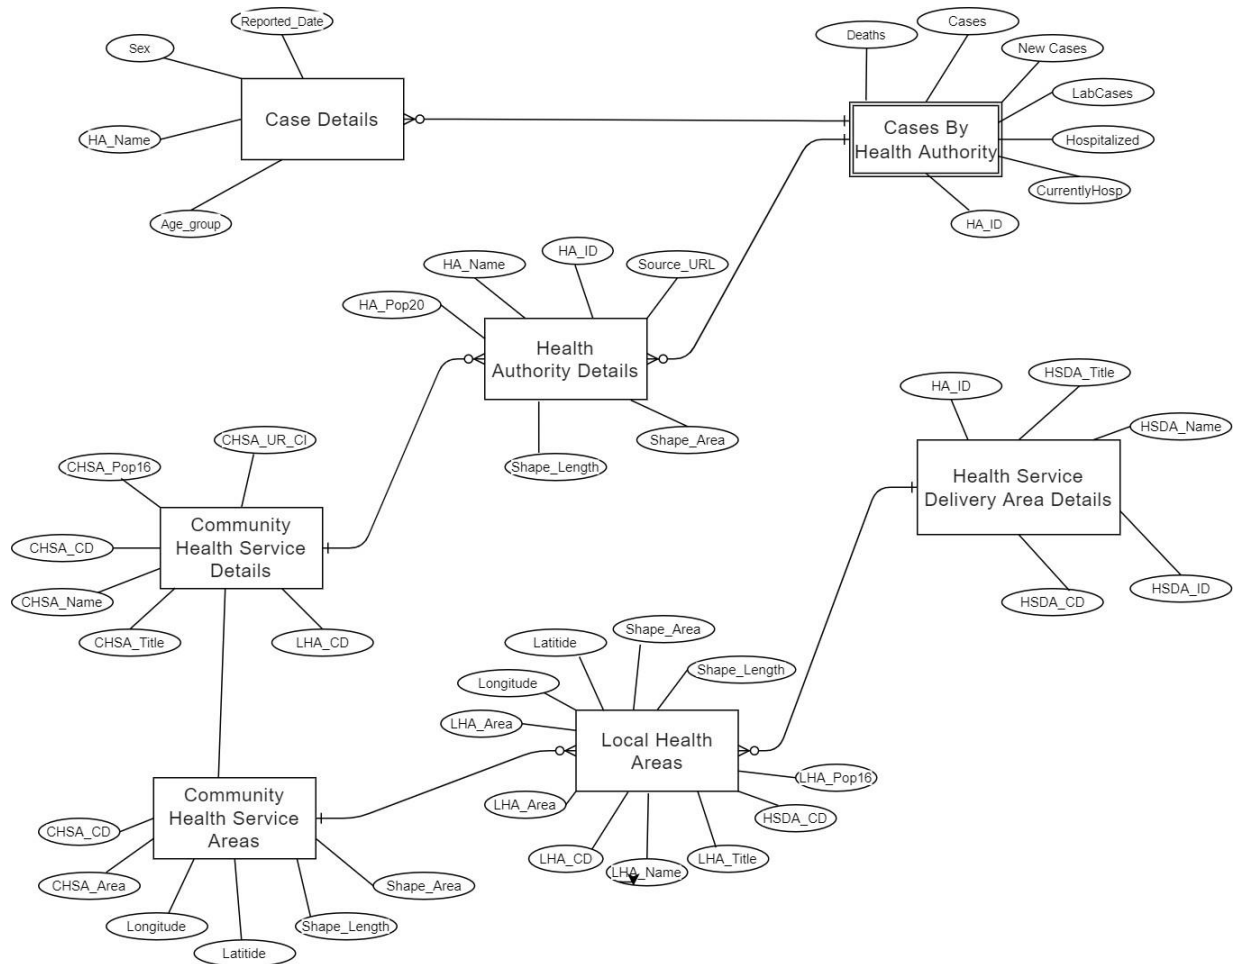 Reported_Date
Sex
Case Details
HA_Name
Age_group
Cases
Deaths
New Cases
LabCases
Cases By
Health Authority
Hospitalized
CurrentlyHosp
HA_ID
HA_ID
HA_Name
Source_URL
HA_Pop20
Health
Authority Details
Shape_Area
Shape_Length
HSDA_Title
HA_ID
HSDA_Name
Health Service
Delivery Area Details
HSDA_ID
HSDA_CD
CHSA_UR_Cl
CHSA_Pop16
Community
Health Service
Details
CHSA_CD
CHSA_Name
CHSA_Title
LHA_CD
Shape_Area
Latitide
Shape_Length
Longitude
LHA_Area
Local Health
Areas
LHA_Pop16
LHA_Area
HSDA_CD
LHA_CD
LHA_Name
LHA_Title
Community
Health Service
Areas
CHSA_CD
CHSA_Area
Shape_Area
Longitude
Shape_Length
Latitide